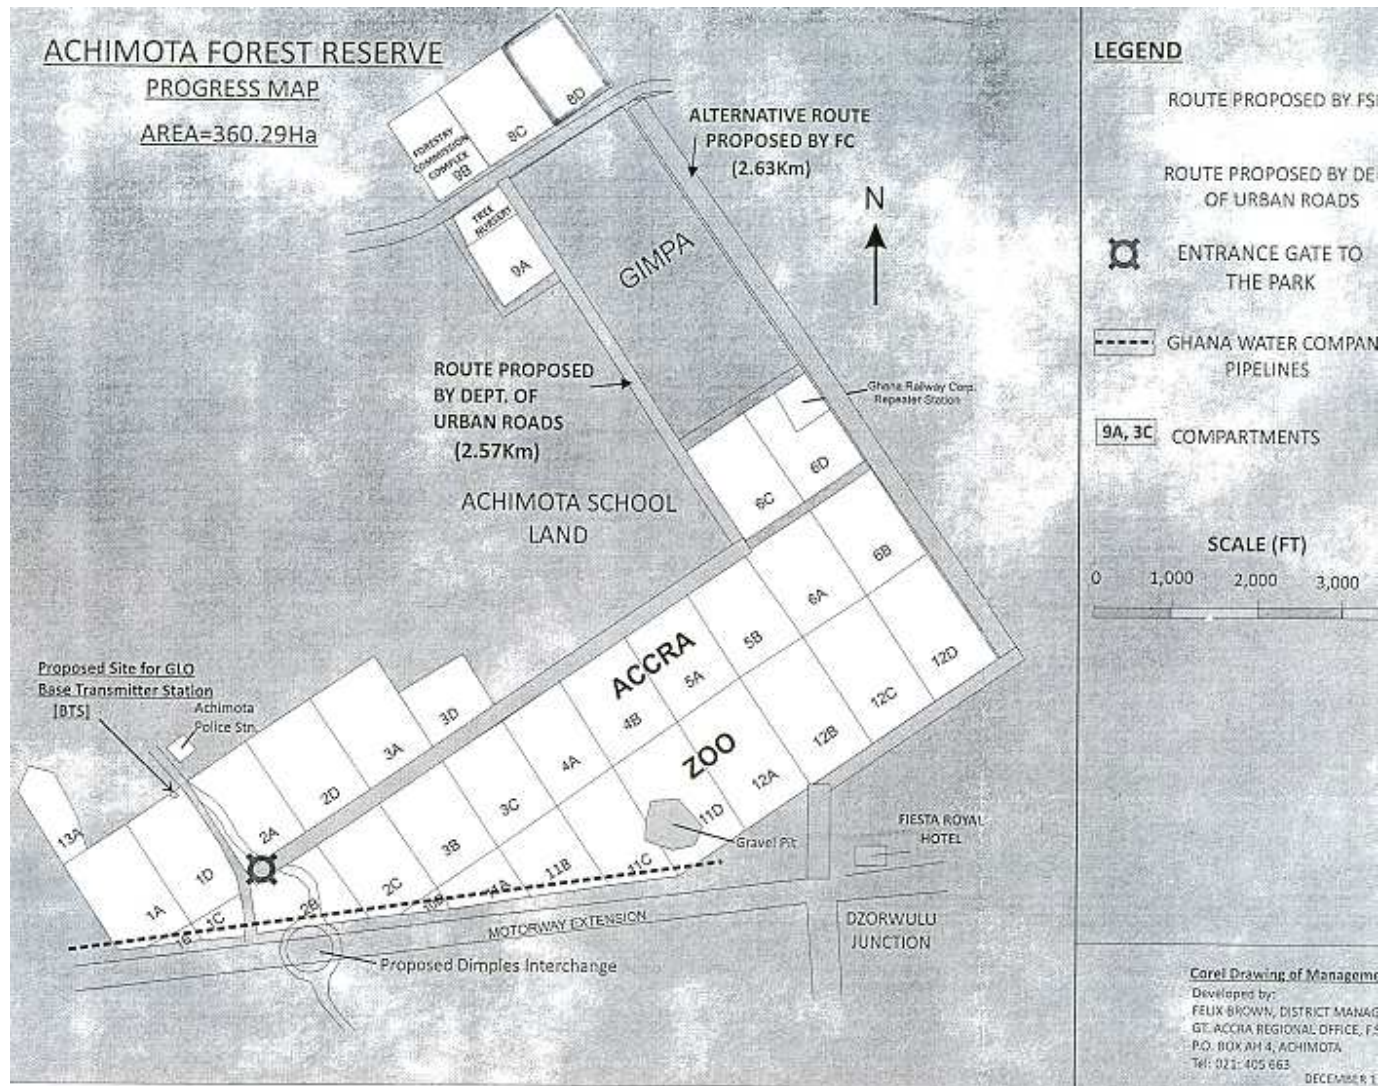 ACHIMOTA FOREST RESERVE
PROGRESS MAP
AREA=360.29Ha
FORESTRY
COMMISSION
COMPLEX
9B
8C
8D
TREE
NURSERY
9A
ALTERNATIVE ROUTE
PROPOSED BY FC
(2.63Km)
N
GIMPA
ROUTE PROPOSED
BY DEPT. OF
URBAN ROADS
(2.57Km)
Ghana Railway Corp.
Repeater Station
ACHIMOTA SCHOOL
LAND
6C
6D
6B
6A
5B
5A
4B
4A
3C
3B
2C
2B
ACCRA
ZOO
12D
12C
12B
12A
11D
11C
11B
11A
Proposed Site for GLO
Base Transmitter Station
[BTS]
Achimota
Police Stn.
3D
3A
2D
2A
13A
1D
1A
1C
Gravel Pit
FIESTA ROYAL
HOTEL
MOTORWAY EXTENSION
DZORWULU
JUNCTION
Proposed Dimples Interchange
LEGEND
ROUTE PROPOSED BY FS
ROUTE PROPOSED BY DE
OF URBAN ROADS
ENTRANCE GATE TO
THE PARK
GHANA WATER COMPAN
PIPELINES
9A, 3C COMPARTMENTS
SCALE (FT)
0 1,000 2,000 3,000
Corel Drawing of Manageme
Developed by:
FELIX BROWN, DISTRICT MANAG
GT. ACCRA REGIONAL OFFICE, F.S
P.O. BOX AH 4, ACHIMOTA
Tel: 021: 405 663
DECEMBER 1